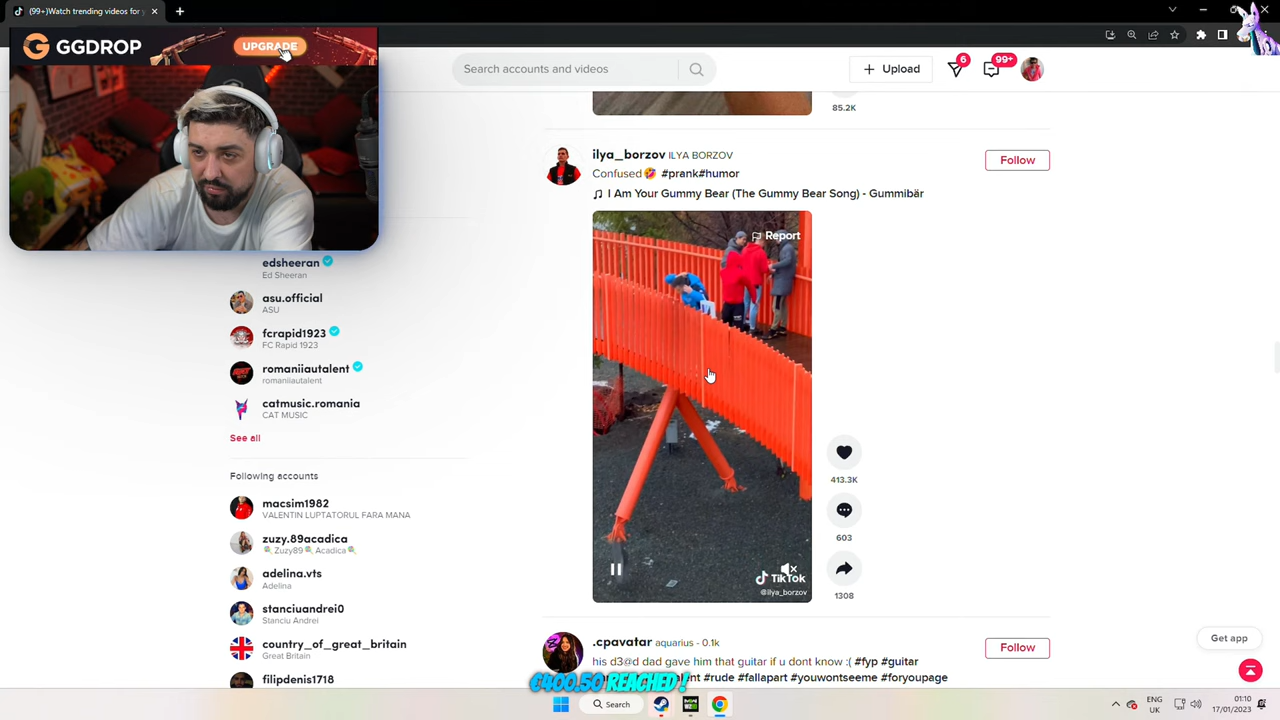 (99+)Watch trending videos for y
GGDROP
UPGRADE
Search accounts and videos
Upload
6
99+
85.2K
ilya_borzov ILYA BORZOV
Follow
Confused🤣 #prank#humor
♫ I Am Your Gummy Bear (The Gummy Bear Song) - Gummibär
Report
413.3K
603
1308
TikTok
@ilya_borzov
edsheeran
Ed Sheeran
asu.official
ASU
fcrapid1923
FC Rapid 1923
romaniiautalent
romaniiautalent
catmusic.romania
CAT MUSIC
See all
Following accounts
macsim1982
VALENTIN LUPTATORUL FARA MANA
zuzy.89acadica
Zuzy89 Acadica
adelina.vts
Adelina
stanciuandrei0
Stanciu Andrei
country_of_great_britain
Great Britain
filipdenis1718
.cpavatar aquarius - 0.1k
Follow
his d3@d dad gave him that guitar if u dont know :( #fyp #guitar
#rude #fallapart #youwontseeme #foryoupage
€400.50 REACHED !
Get app
Search
ENG
UK
01:10
17/01/2023